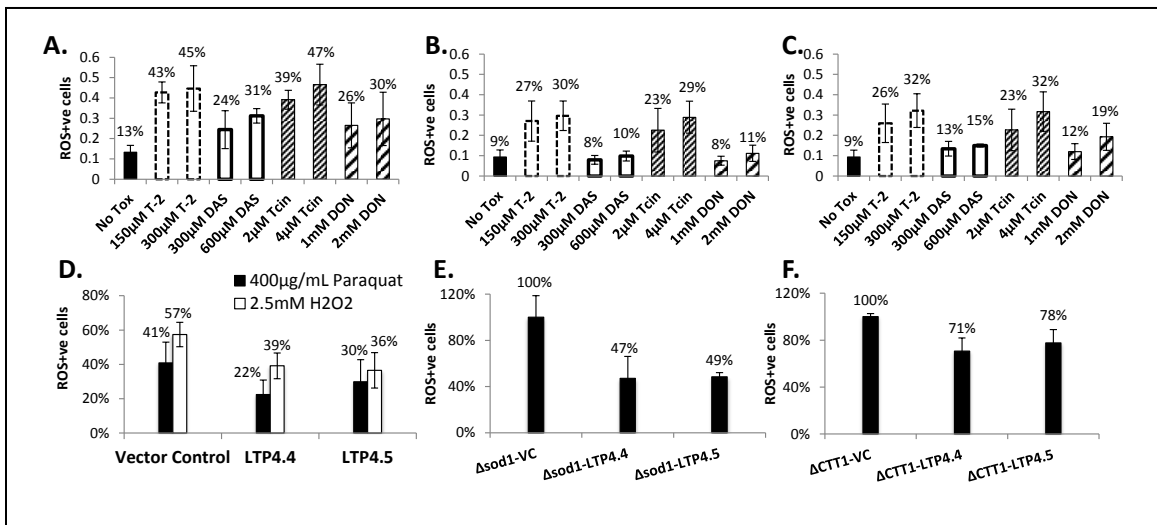 A.
ROS+ve cells
0.6
0.5
0.4
0.3
0.2
0.1
0
13%
43%
45%
24%
31%
39%
47%
26%
30%
No Tox
150µM T-2
300µM T-2
300µM DAS
600µM DAS
2µM Tcin
4µM Tcin
1mM DON
2mM DON
B.
ROS+ve cells
0.6
0.5
0.4
0.3
0.2
0.1
0
9%
27%
30%
8%
10%
23%
29%
8%
11%
No Tox
150µM T-2
300µM T-2
300µM DAS
600µM DAS
2µM Tcin
4µM Tcin
1mM DON
2mM DON
C.
ROS+ve cells
0.6
0.5
0.4
0.3
0.2
0.1
0
9%
26%
32%
13%
15%
23%
32%
12%
19%
No Tox
150µM T-2
300µM T-2
300µM DAS
600µM DAS
2µM Tcin
4µM Tcin
1mM DON
2mM DON
D.
400µg/mL Paraquat
2.5mM H2O2
ROS+ve cells
80%
60%
40%
20%
0%
41%
57%
22%
39%
30%
36%
Vector Control
LTP4.4
LTP4.5
E.
ROS+ve cells
120%
80%
40%
0%
100%
47%
49%
Δsod1-VC
Δsod1-LTP4.4
Δsod1-LTP4.5
F.
ROS+ve cells
120%
80%
40%
0%
100%
71%
78%
ΔCTT1-VC
ΔCTT1-LTP4.4
ΔCTT1-LTP4.5